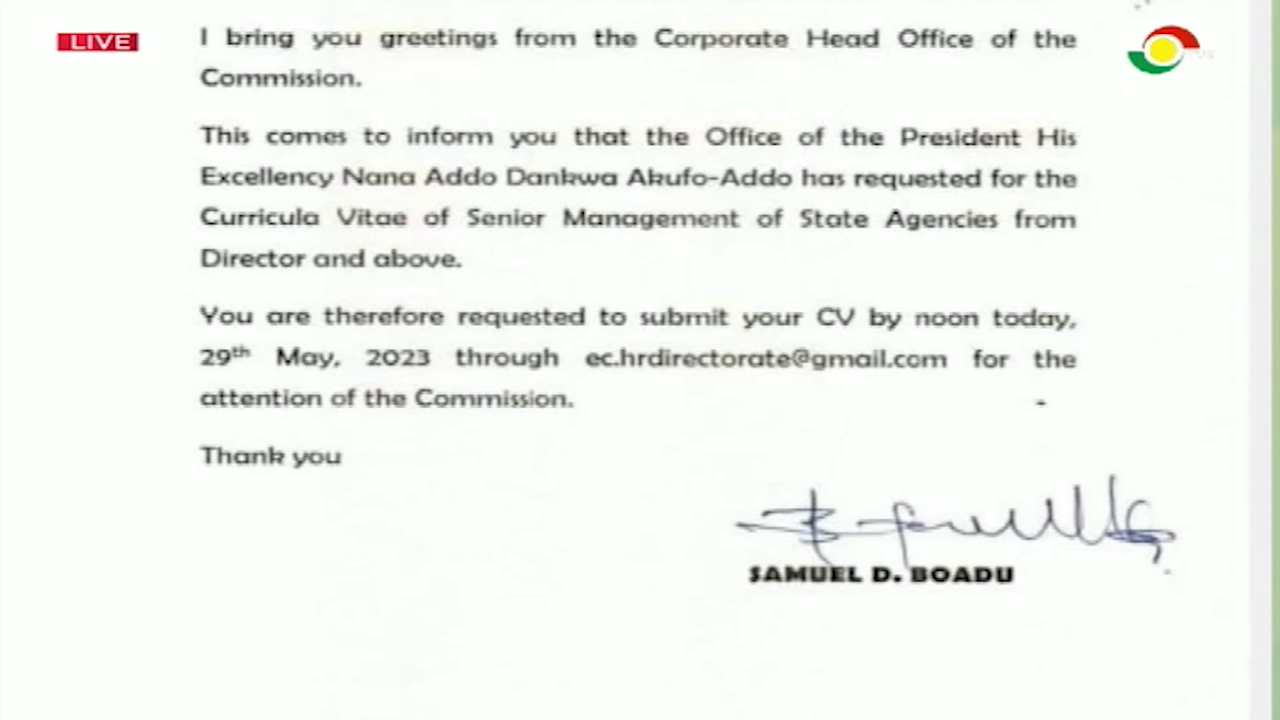 LIVE
I bring you greetings from the Corporate Head Office of the
Commission.
This comes to inform you that the Office of the President His
Excellency Nana Addo Dankwa Akufo-Addo has requested for the
Curricula Vitae of Senior Management of State Agencies from
Director and above.
You are therefore requested to submit your CV by noon today,
29th May, 2023 through ec.hrdirectorate@gmail.com for the
attention of the Commission.
Thank you
SAMUEL D. BOADU